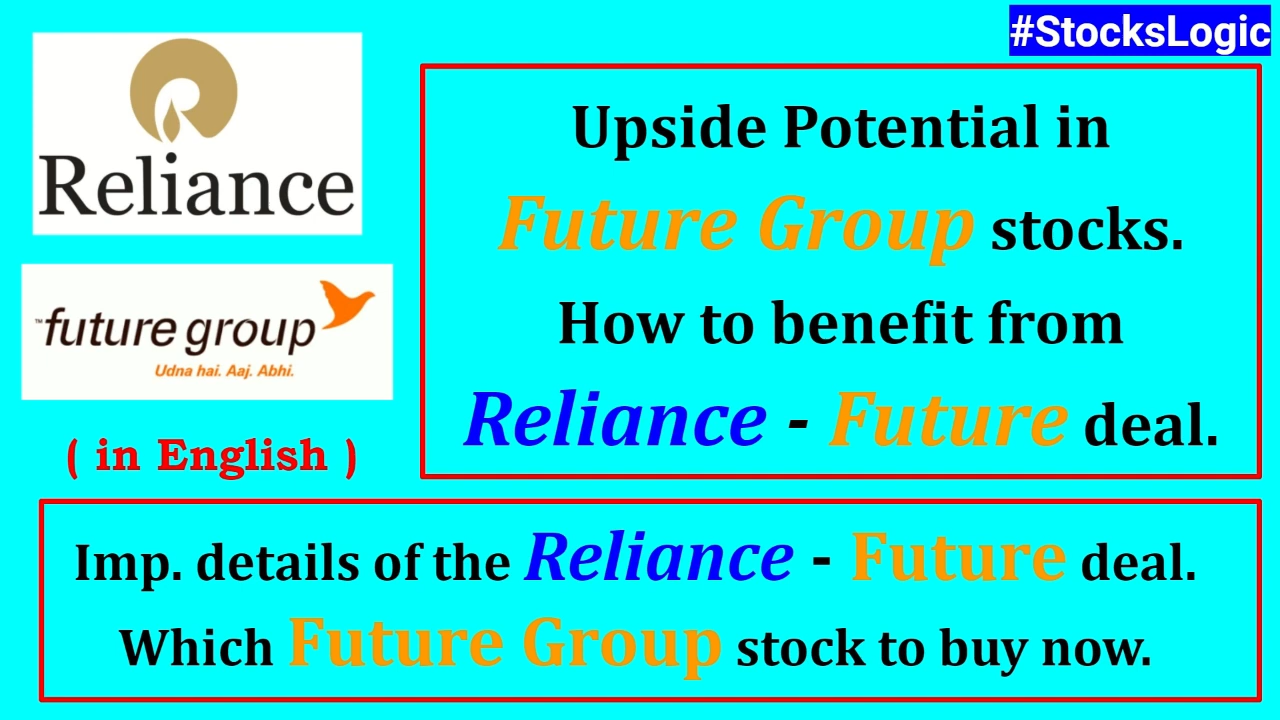 #StocksLogic
Reliance
™future group
Udna hai. Aaj. Abhi.
( in English )
Upside Potential in
Future Group stocks.
How to benefit from
Reliance - Future deal.
Imp. details of the Reliance - Future deal.
Which Future Group stock to buy now.